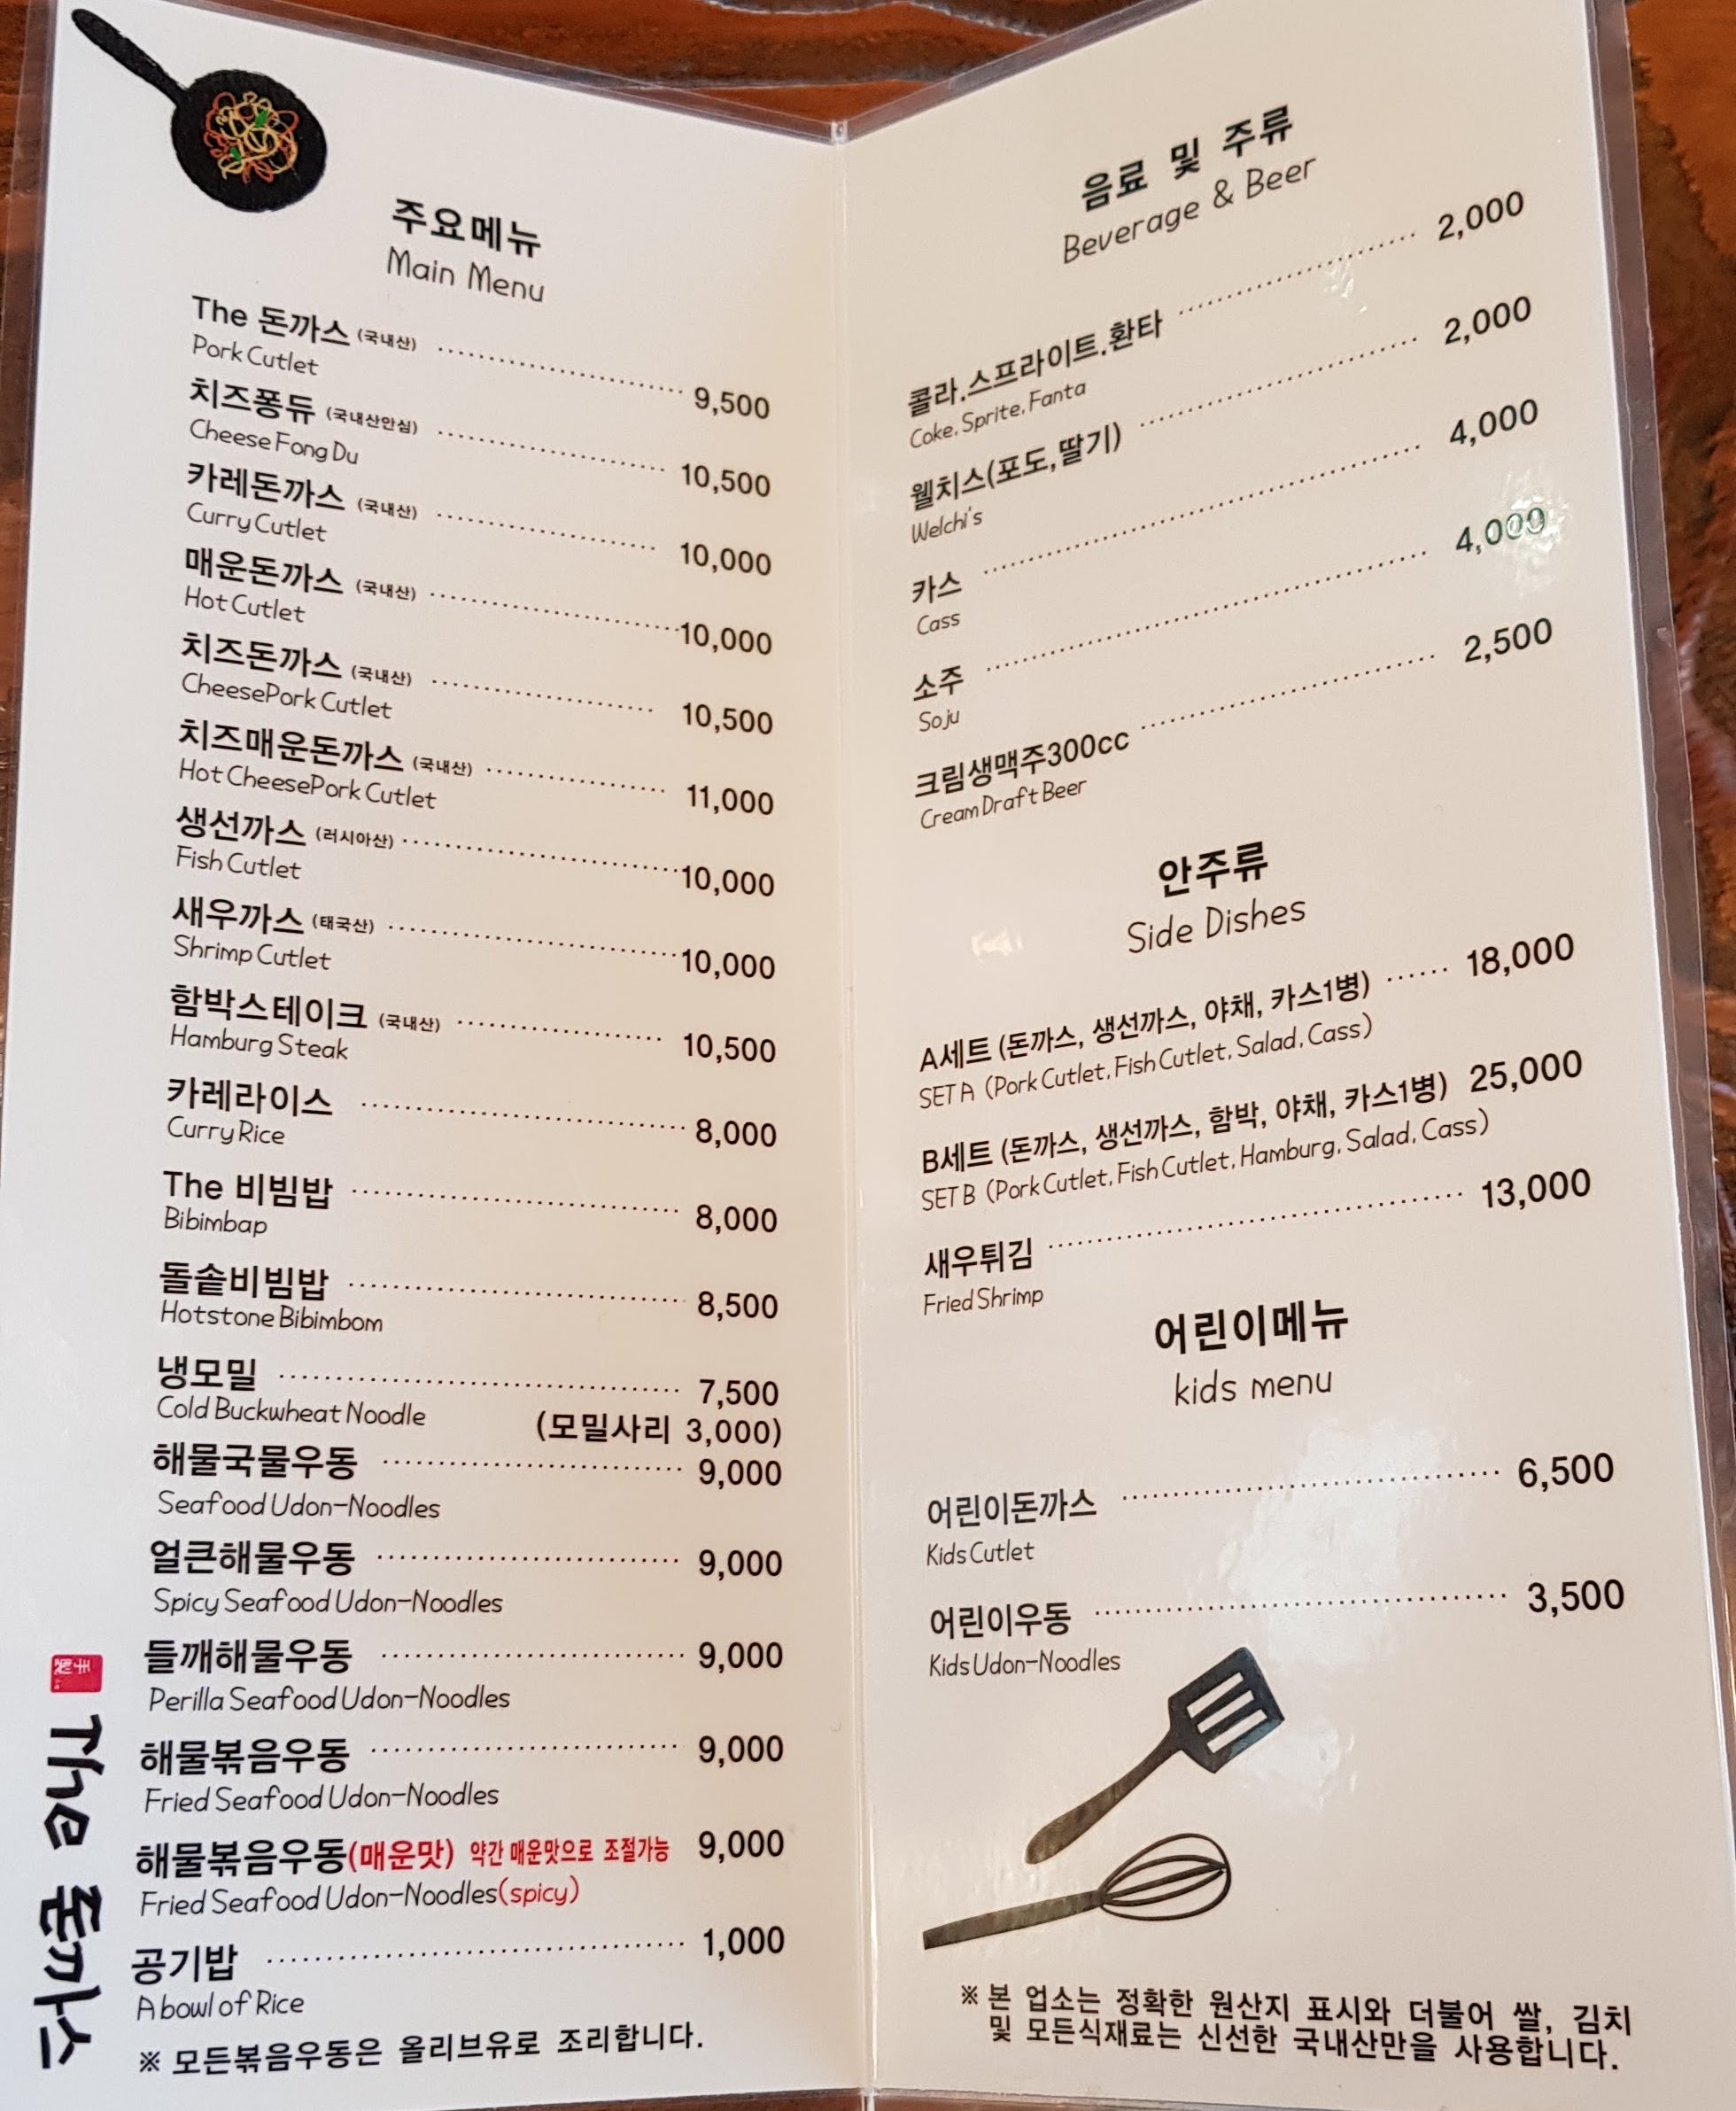 주요메뉴
Main Menu
The 돈까스 (국내산) 9,500
Pork Cutlet
치즈퐁듀 (국내산안심) 10,500
Cheese Fong Du
카레돈까스 (국내산) 10,000
Curry Cutlet
매운돈까스 (국내산) 10,000
Hot Cutlet
치즈돈까스 (국내산) 10,500
CheesePork Cutlet
치즈매운돈까스 (국내산) 11,000
Hot CheesePork Cutlet
생선까스 (러시아산) 10,000
Fish Cutlet
새우까스 (태국산) 10,000
Shrimp Cutlet
함박스테이크 (국내산) 10,500
Hamburg Steak
카레라이스 8,000
Curry Rice
The 비빔밥 8,000
Bibimbap
돌솥비빔밥 8,500
Hotstone Bibimbom
냉모밀 7,500
Cold Buckwheat Noodle (모밀사리 3,000)
해물국물우동 9,000
Seafood Udon-Noodles
얼큰해물우동 9,000
Spicy Seafood Udon-Noodles
들깨해물우동 9,000
Perilla Seafood Udon-Noodles
해물볶음우동 9,000
Fried Seafood Udon-Noodles
해물볶음우동(매운맛) 약간 매운맛으로 조절가능 9,000
Fried Seafood Udon-Noodles(spicy)
공기밥 1,000
A bowl of Rice
※ 모든볶음우동은 올리브유로 조리합니다.
The 돈까스
음료 및 주류
Beverage & Beer
콜라.스프라이트.환타 2,000
Coke, Sprite, Fanta
웰치스(포도,딸기) 2,000
Welchi's
카스 4,000
Cass
소주 4,000
Soju
크림생맥주300cc 2,500
Cream Draft Beer
안주류
Side Dishes
A세트 (돈까스, 생선까스, 야채, 카스1병) 18,000
SET A (Pork Cutlet, Fish Cutlet, Salad, Cass)
B세트 (돈까스, 생선까스, 함박, 야채, 카스1병) 25,000
SET B (Pork Cutlet, Fish Cutlet, Hamburg, Salad, Cass)
새우튀김 13,000
Fried Shrimp
어린이메뉴
kids menu
어린이돈까스 6,500
Kids Cutlet
어린이우동 3,500
Kids Udon-Noodles
※ 본 업소는 정확한 원산지 표시와 더불어 쌀, 김치
및 모든식재료는 신선한 국내산만을 사용합니다.